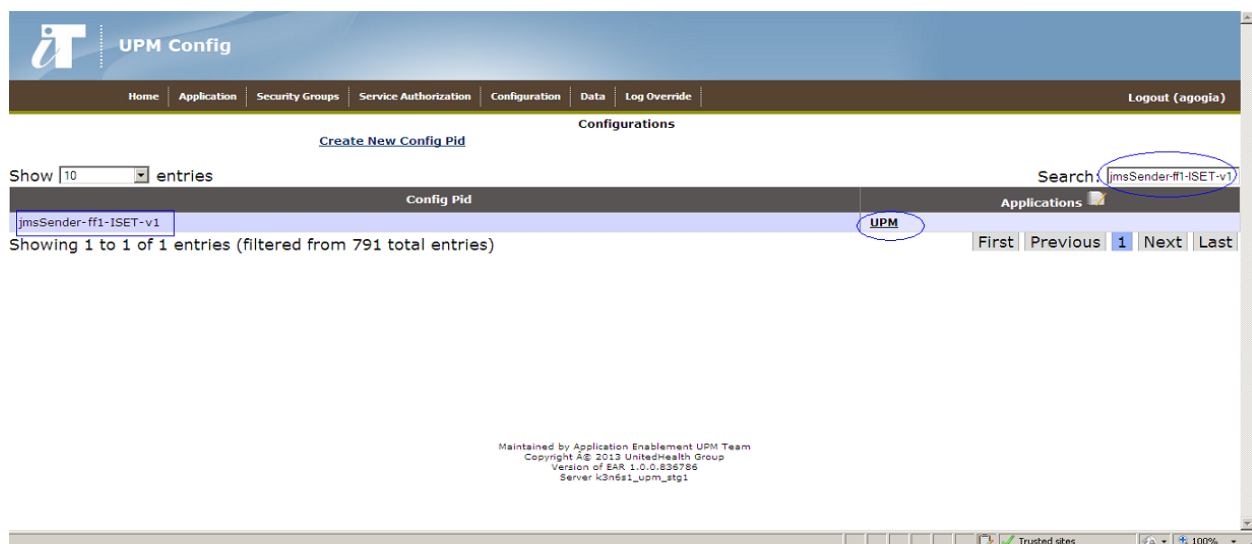 iT UPM Config
Home Application Security Groups Service Authorization Configuration Data Log Override Logout (agogia)
Configurations
Create New Config Pid
Show 10 entries Search: jmsSender-ff1-ISET-v1
Config Pid Applications
jmsSender-ff1-ISET-v1 UPM
Showing 1 to 1 of 1 entries (filtered from 791 total entries) First Previous 1 Next Last
Maintained by Application Enablement UPM Team
Copyright Â© 2013 UnitedHealth Group
Version of EAR 1.0.0.836786
Server k3n6s1_upm_stg1
Trusted sites 100%